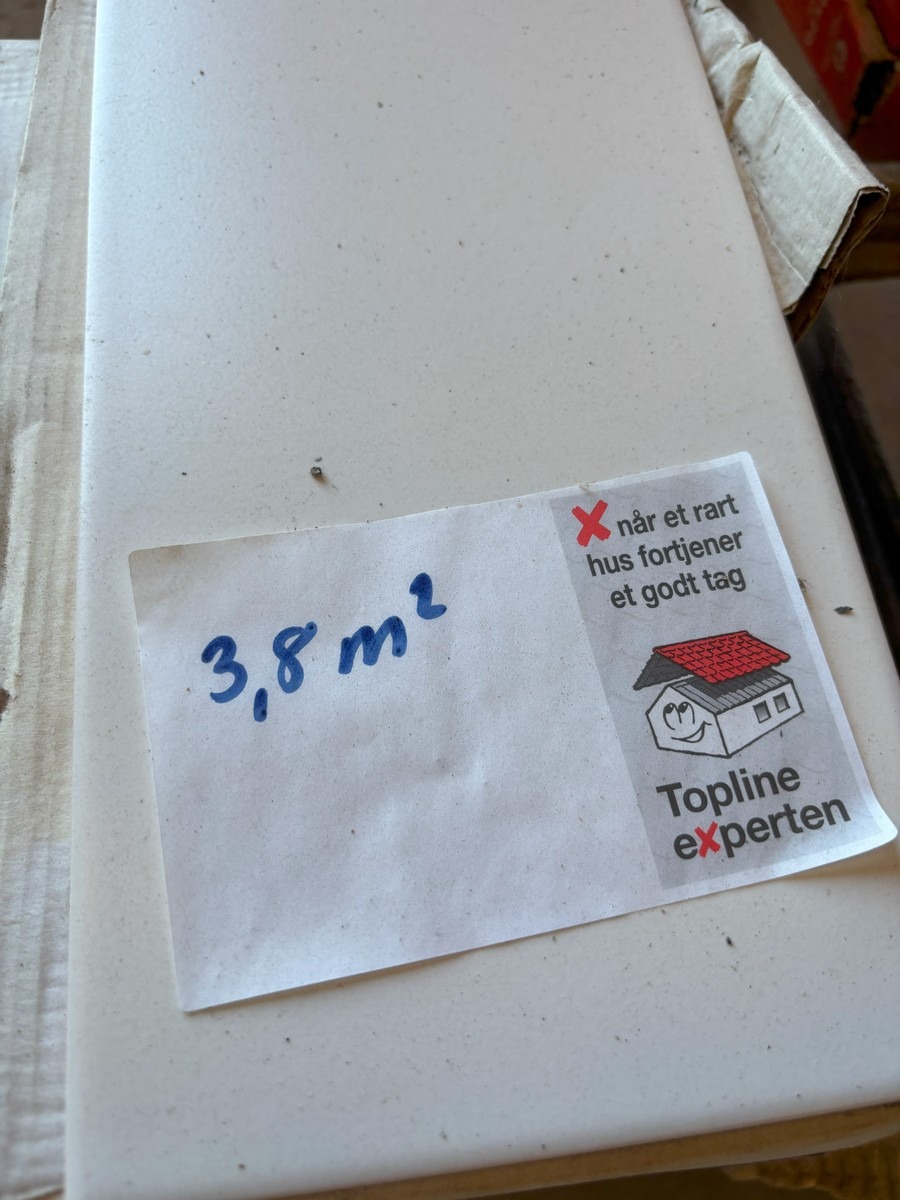 3,8 m²
X når et rart
hus fortjener
et godt tag
Topline
experten